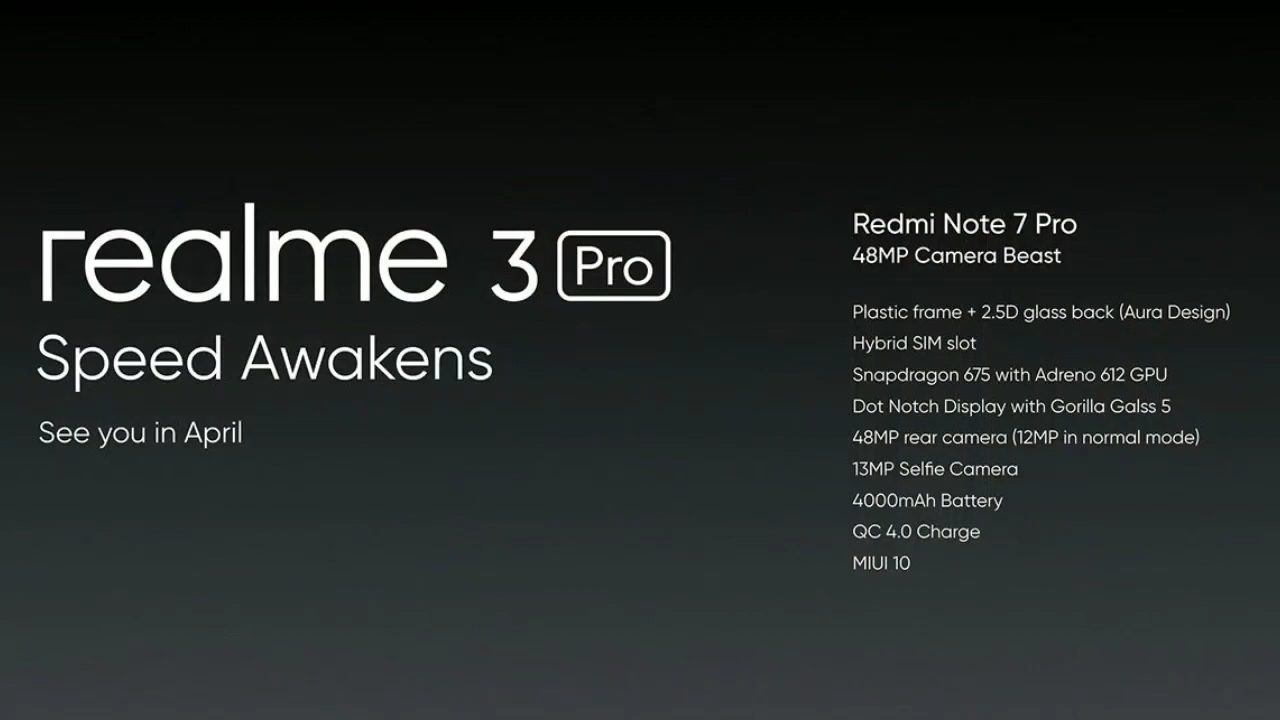 realme 3 Pro
Speed Awakens
See you in April
Redmi Note 7 Pro
48MP Camera Beast
Plastic frame + 2.5D glass back (Aura Design)
Hybrid SIM slot
Snapdragon 675 with Adreno 612 GPU
Dot Notch Display with Gorilla Galss 5
48MP rear camera (12MP in normal mode)
13MP Selfie Camera
4000mAh Battery
QC 4.0 Charge
MIUI 10